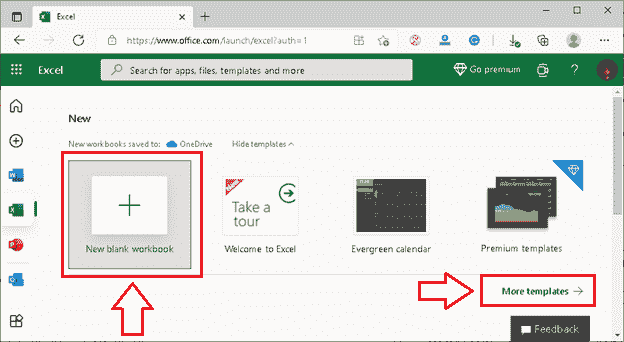 Excel
https://www.office.com/launch/excel?auth=1
Excel
Search for apps, files, templates and more
Go premium
?
New
New workbooks saved to: OneDrive Hide templates
Take a tour
New blank workbook
Welcome to Excel
Evergreen calendar
Premium templates
More templates →
Feedback